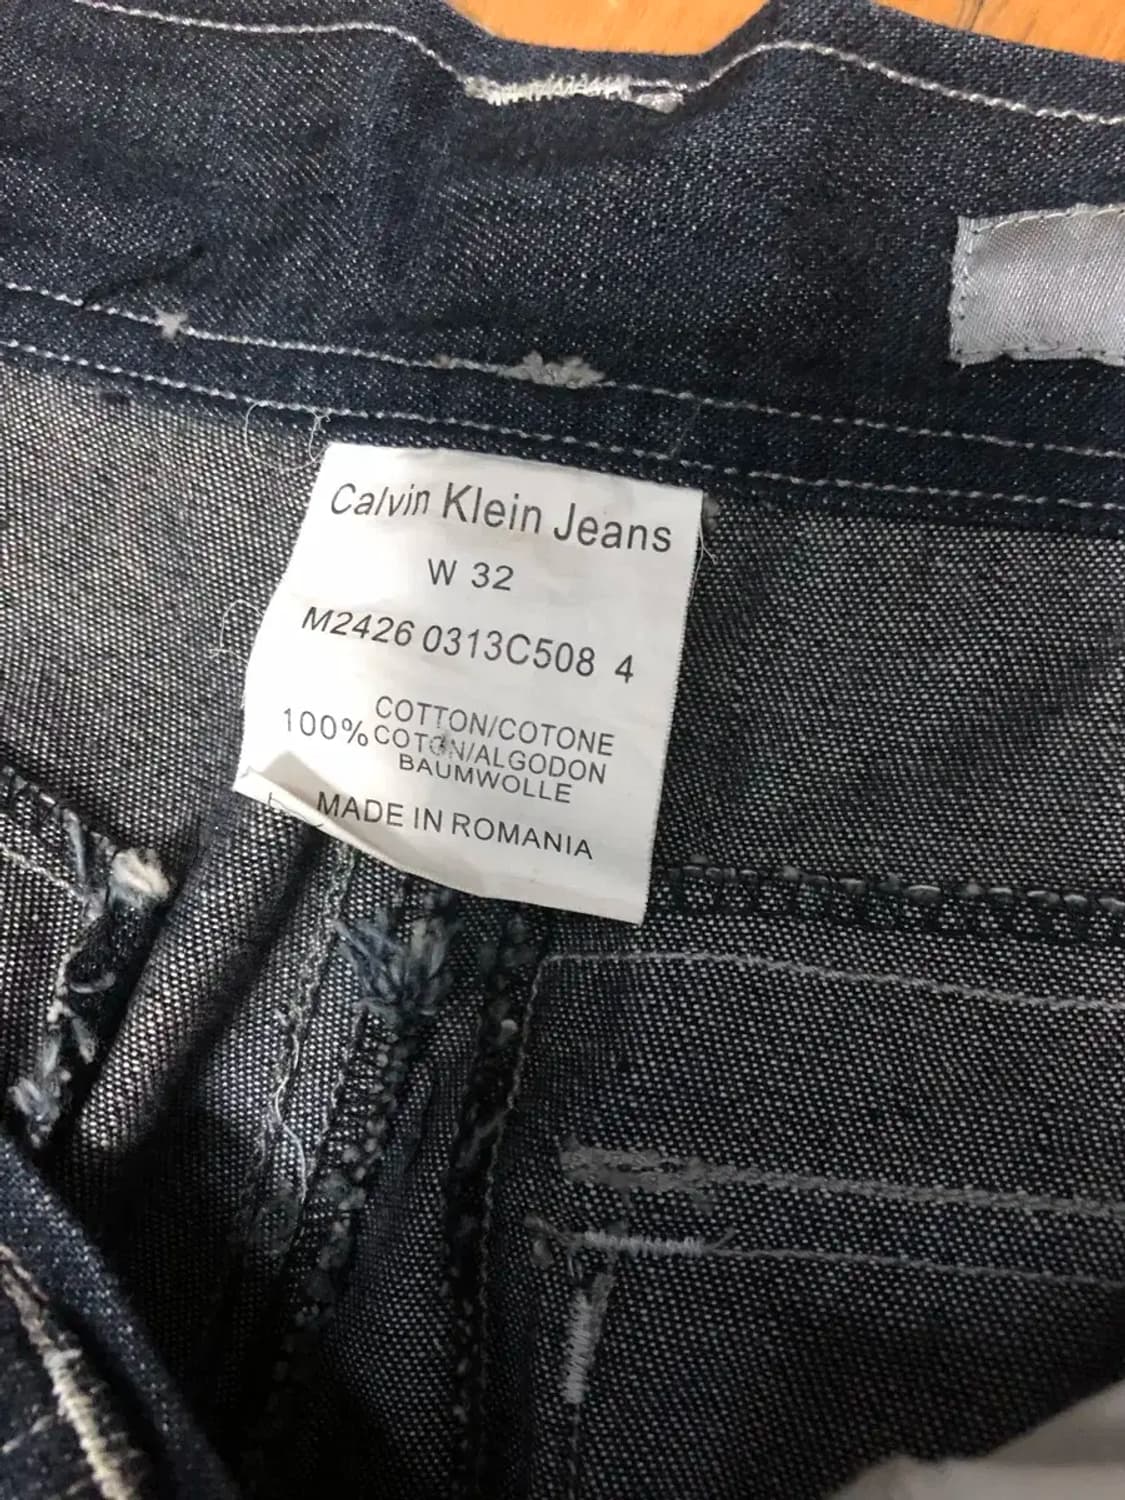 Calvin Klein Jeans
W 32
M2426 0313C508 4
COTTON/COTONE
100% COTON/ALGODON
BAUMWOLLE
MADE IN ROMANIA